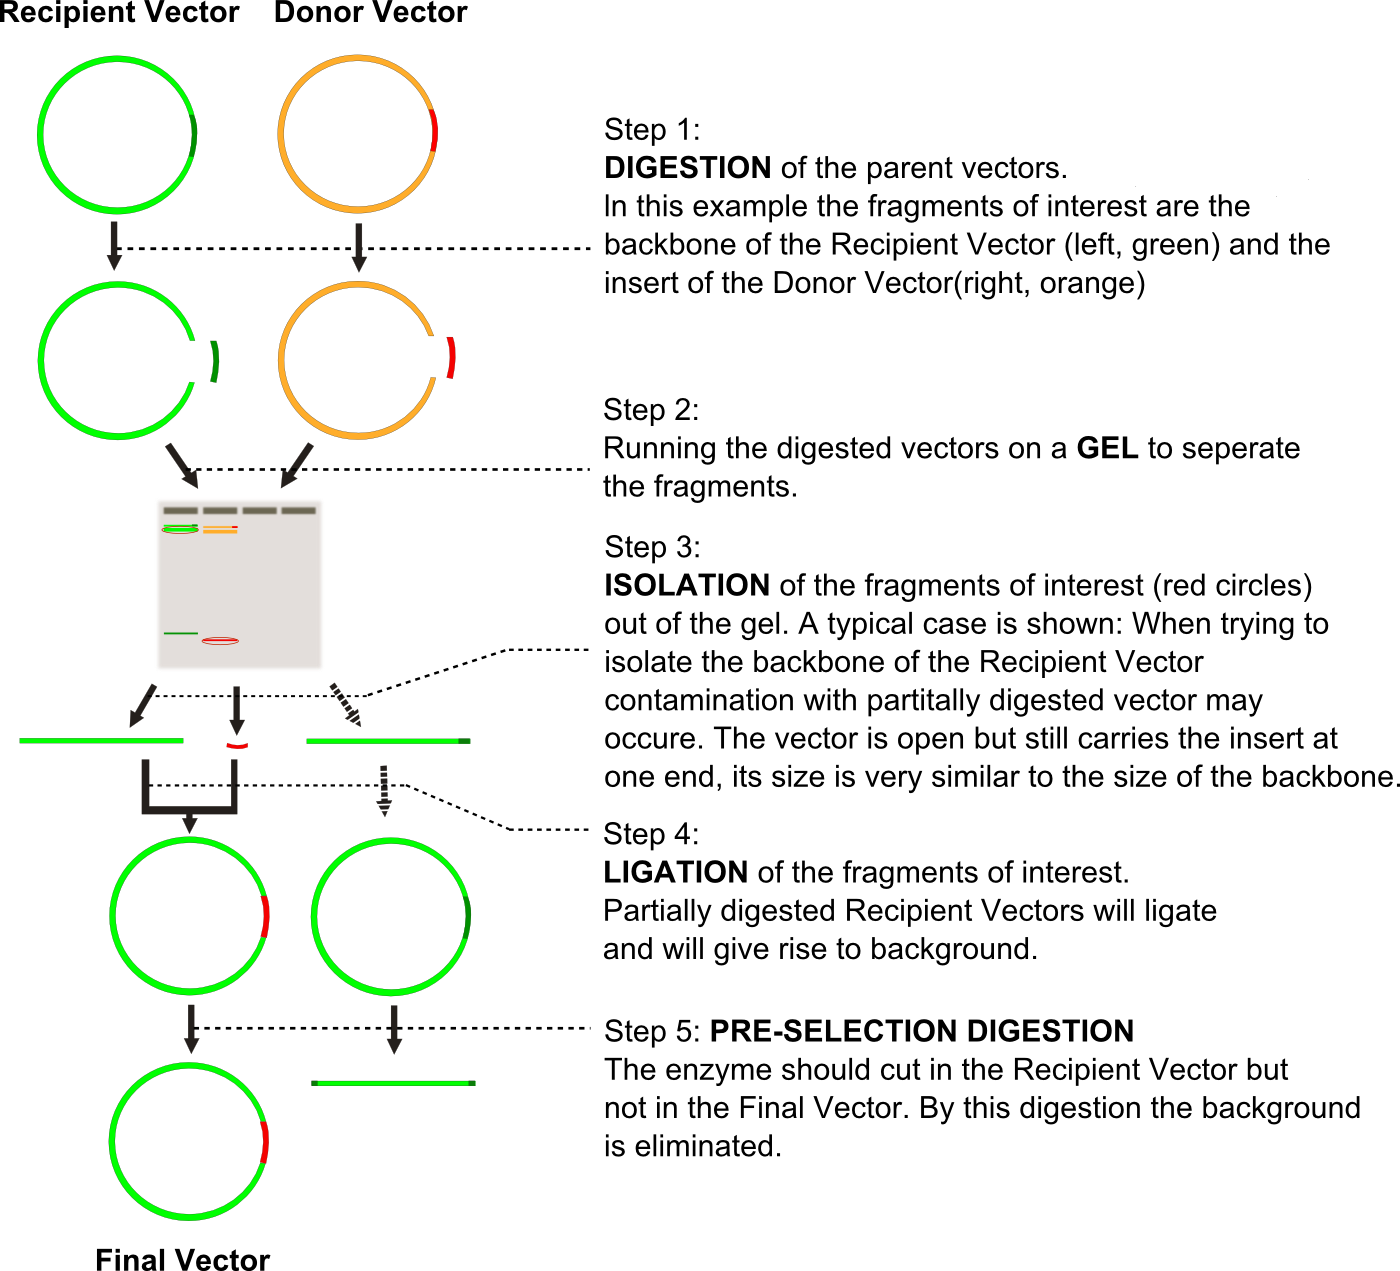 Recipient Vector Donor Vector
Step 1:
DIGESTION of the parent vectors.
In this example the fragments of interest are the
backbone of the Recipient Vector (left, green) and the
insert of the Donor Vector(right, orange)
Step 2:
Running the digested vectors on a GEL to seperate
the fragments.
Step 3:
ISOLATION of the fragments of interest (red circles)
out of the gel. A typical case is shown: When trying to
isolate the backbone of the Recipient Vector
contamination with partitally digested vector may
occure. The vector is open but still carries the insert at
one end, its size is very similar to the size of the backbone.
Step 4:
LIGATION of the fragments of interest.
Partially digested Recipient Vectors will ligate
and will give rise to background.
Step 5: PRE-SELECTION DIGESTION
The enzyme should cut in the Recipient Vector but
not in the Final Vector. By this digestion the background
is eliminated.
Final Vector